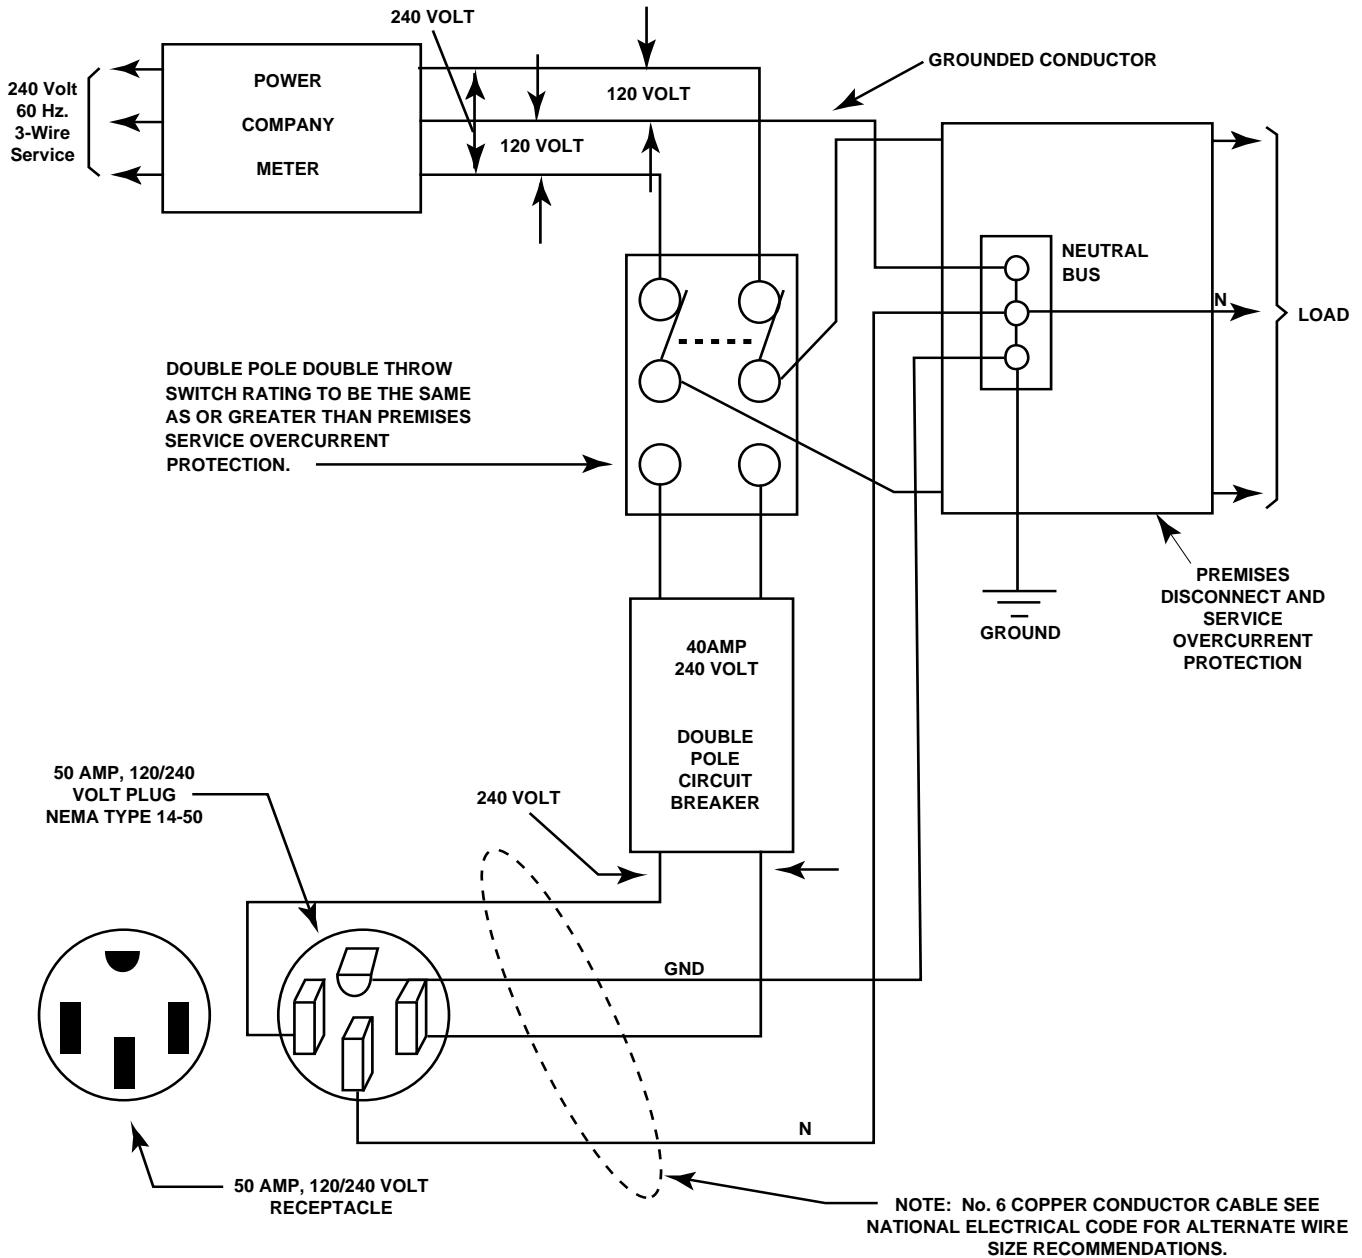 240 VOLT
GROUNDED CONDUCTOR
240 Volt
60 Hz.
3-Wire
Service
POWER
COMPANY
METER
120 VOLT
120 VOLT
NEUTRAL
BUS
N
LOAD
DOUBLE POLE DOUBLE THROW
SWITCH RATING TO BE THE SAME
AS OR GREATER THAN PREMISES
SERVICE OVERCURRENT
PROTECTION.
GROUND
PREMISES
DISCONNECT AND
SERVICE
OVERCURRENT
PROTECTION
40AMP
240 VOLT
DOUBLE
POLE
CIRCUIT
BREAKER
50 AMP, 120/240
VOLT PLUG
NEMA TYPE 14-50
240 VOLT
GND
N
50 AMP, 120/240 VOLT
RECEPTACLE
NOTE: No. 6 COPPER CONDUCTOR CABLE SEE
NATIONAL ELECTRICAL CODE FOR ALTERNATE WIRE
SIZE RECOMMENDATIONS.